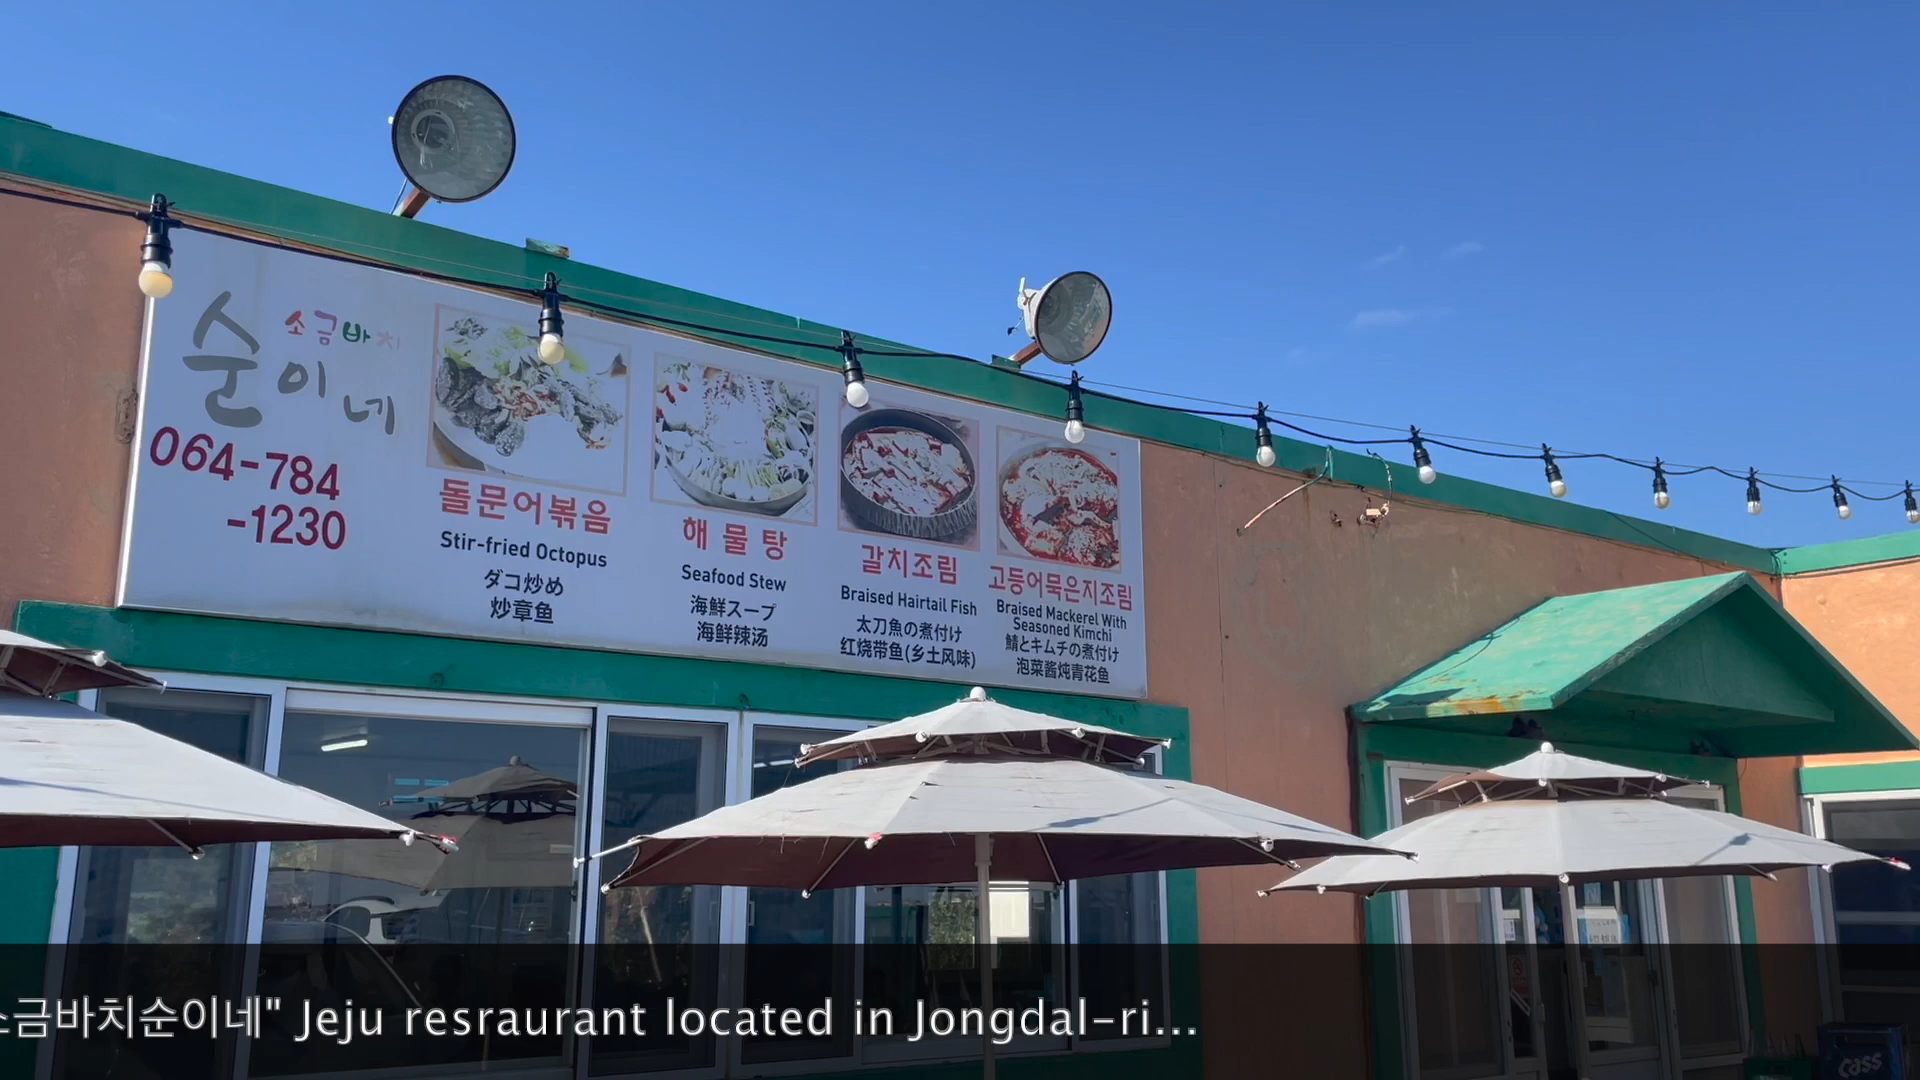 소금바치
순이네
064-784
-1230
돌문어볶음
Stir-fried Octopus
ダコ炒め
炒章鱼
해물탕
Seafood Stew
海鮮スープ
海鲜辣汤
갈치조림
Braised Hairtail Fish
太刀魚の煮付け
红烧带鱼(乡土风味)
고등어묵은지조림
Braised Mackerel With
Seasoned Kimchi
鯖とキムチの煮付け
泡菜酱炖青花鱼
cass
소금바치순이네" Jeju resraurant located in Jongdal-ri...